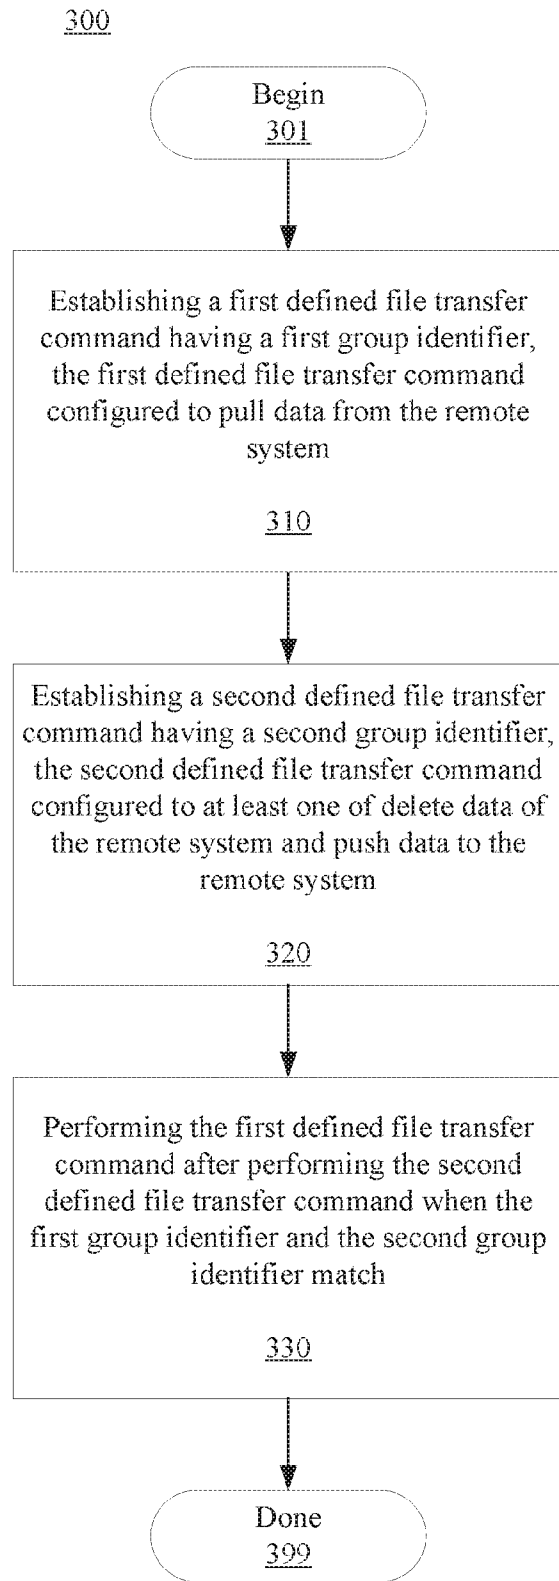 300
Begin
301
Establishing a first defined file transfer
command having a first group identifier,
the first defined file transfer command
configured to pull data from the remote
system
310
Establishing a second defined file transfer
command having a second group identifier,
the second defined file transfer command
configured to at least one of delete data of
the remote system and push data to the
remote system
320
Performing the first defined file transfer
command after performing the second
defined file transfer command when the
first group identifier and the second group
identifier match
330
Done
399